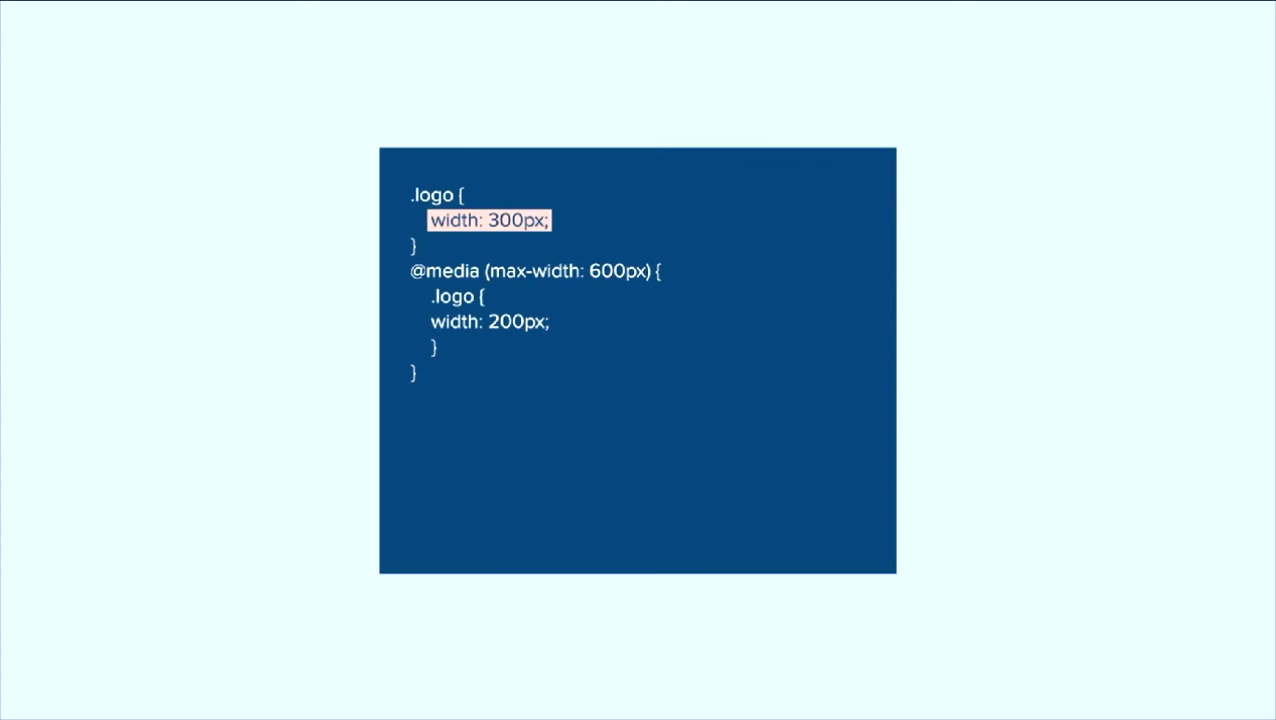 .logo {
width: 300px;
}
@media (max-width: 600px) {
.logo {
width: 200px;
}
}